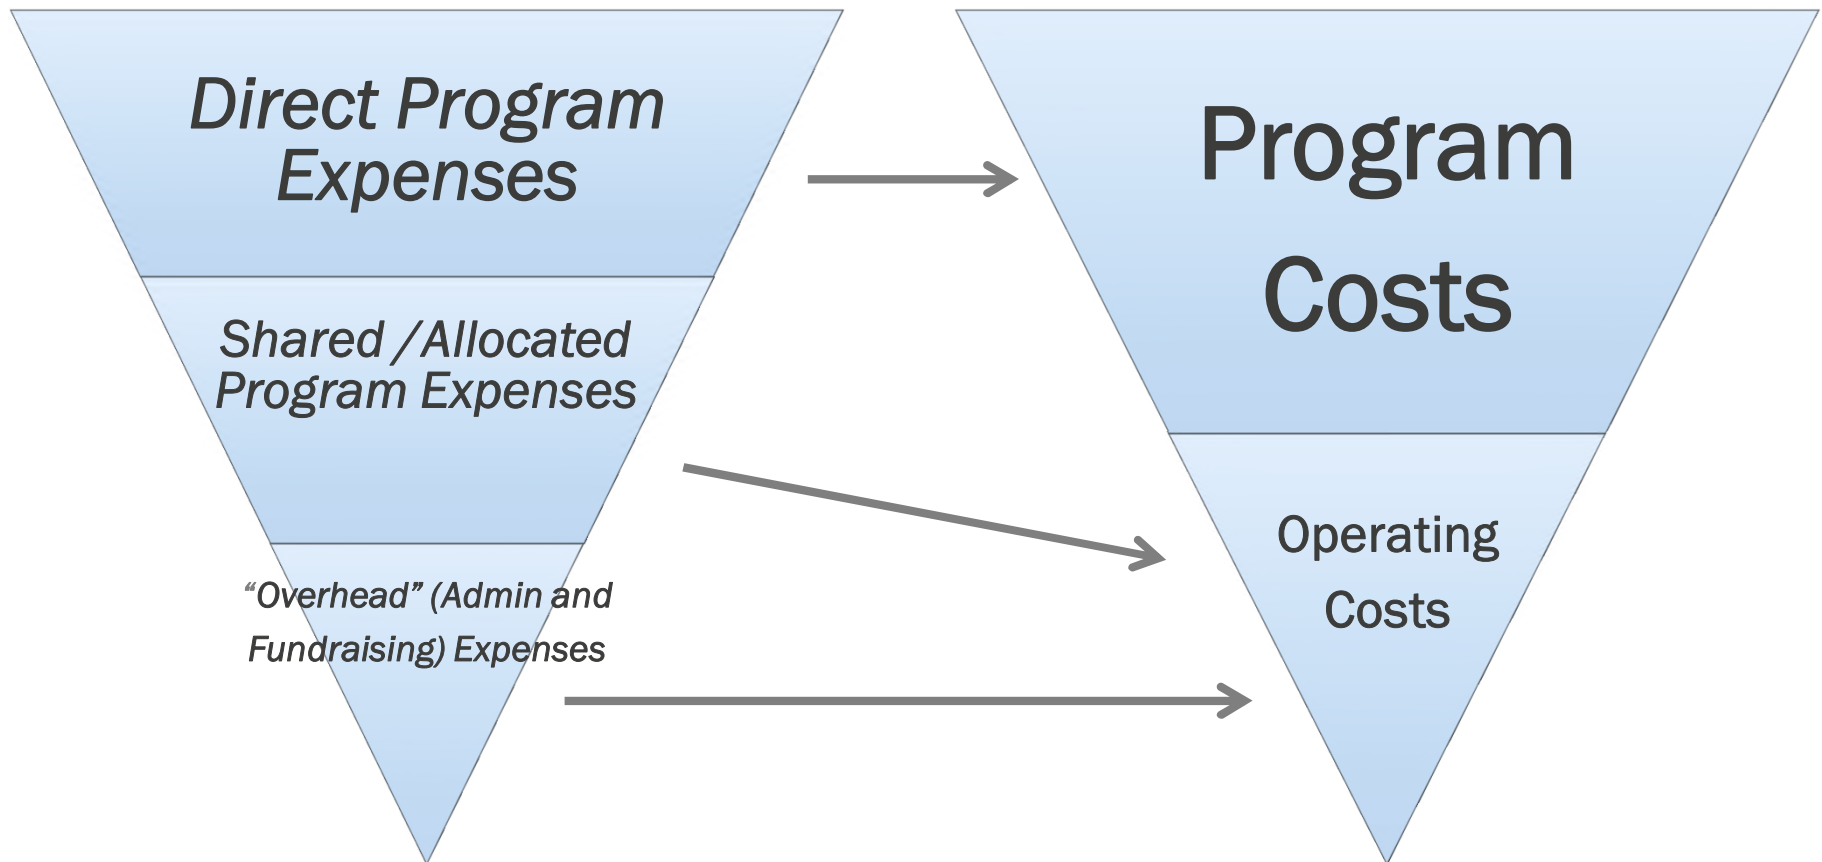 Direct Program
Expenses
Shared /Allocated
Program Expenses
“Overhead” (Admin and
Fundraising) Expenses
Program
Costs
Operating
Costs